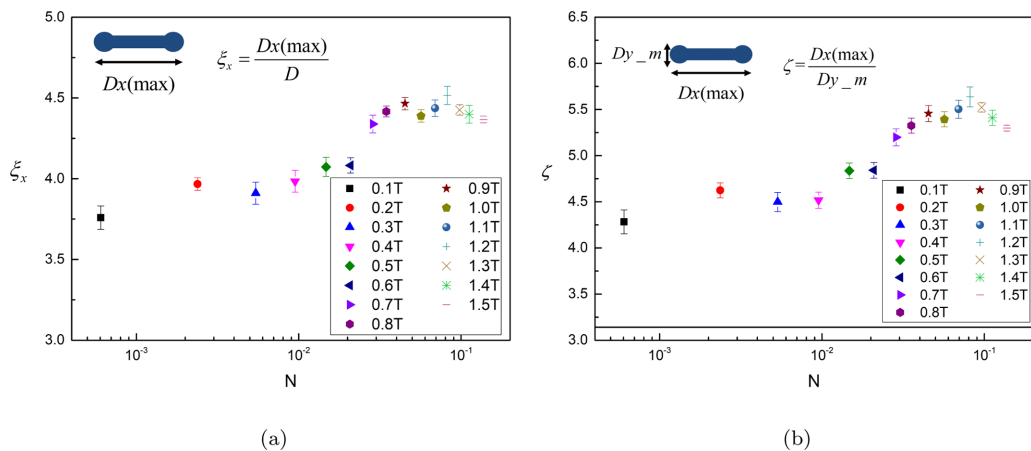 5.0
4.5
4.0
3.5
3.0
ξx
Dx(max)
ξx = Dx(max) / D
0.1T
0.2T
0.3T
0.4T
0.5T
0.6T
0.7T
0.8T
0.9T
1.0T
1.1T
1.2T
1.3T
1.4T
1.5T
10-3 10-2 10-1
N
(a)
6.5
6.0
5.5
5.0
4.5
4.0
3.5
3.0
ζ
Dy_m
Dx(max)
ζ = Dx(max) / Dy_m
0.1T
0.2T
0.3T
0.4T
0.5T
0.6T
0.7T
0.8T
0.9T
1.0T
1.1T
1.2T
1.3T
1.4T
1.5T
10-3 10-2 10-1
N
(b)